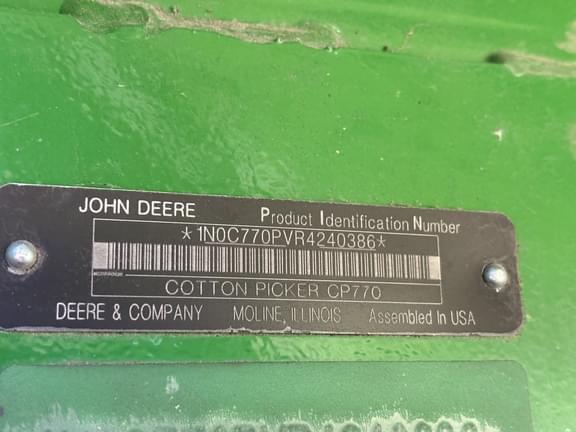 JOHN DEERE Product Identification Number
*1N0C770PVR4240386*
COTTON PICKER CP770
DEERE & COMPANY MOLINE, ILLINOIS Assembled In USA